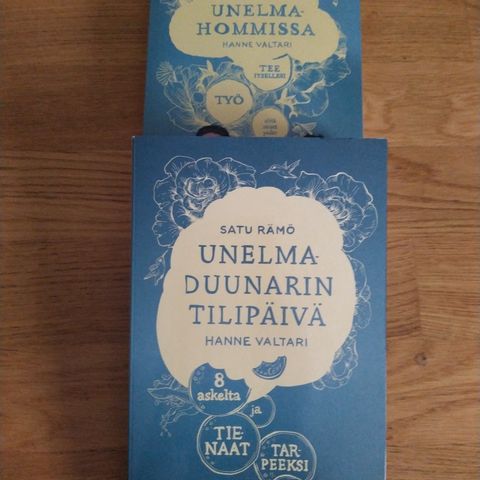 UNELMA-
HOMMISSA
HANNE VALTARI
TEE
ITSELLESI
TYÖ
SATU RÄMÖ
UNELMA-
DUUNARIN
TILIPÄIVÄ
HANNE VALTARI
8
askelta
ja
TIE-
NAAT
TAR-
PEEKSI